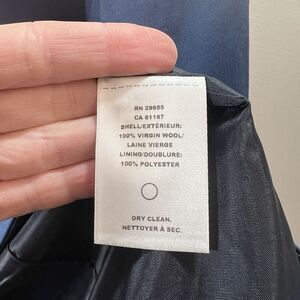 RN 29685
CA 61167
SHELL/EXTÉRIEUR:
100% VIRGIN WOOL/
LAINE VIERGE
LINING/DOUBLURE:
100% POLYESTER
DRY CLEAN.
NETTOYER À SEC.